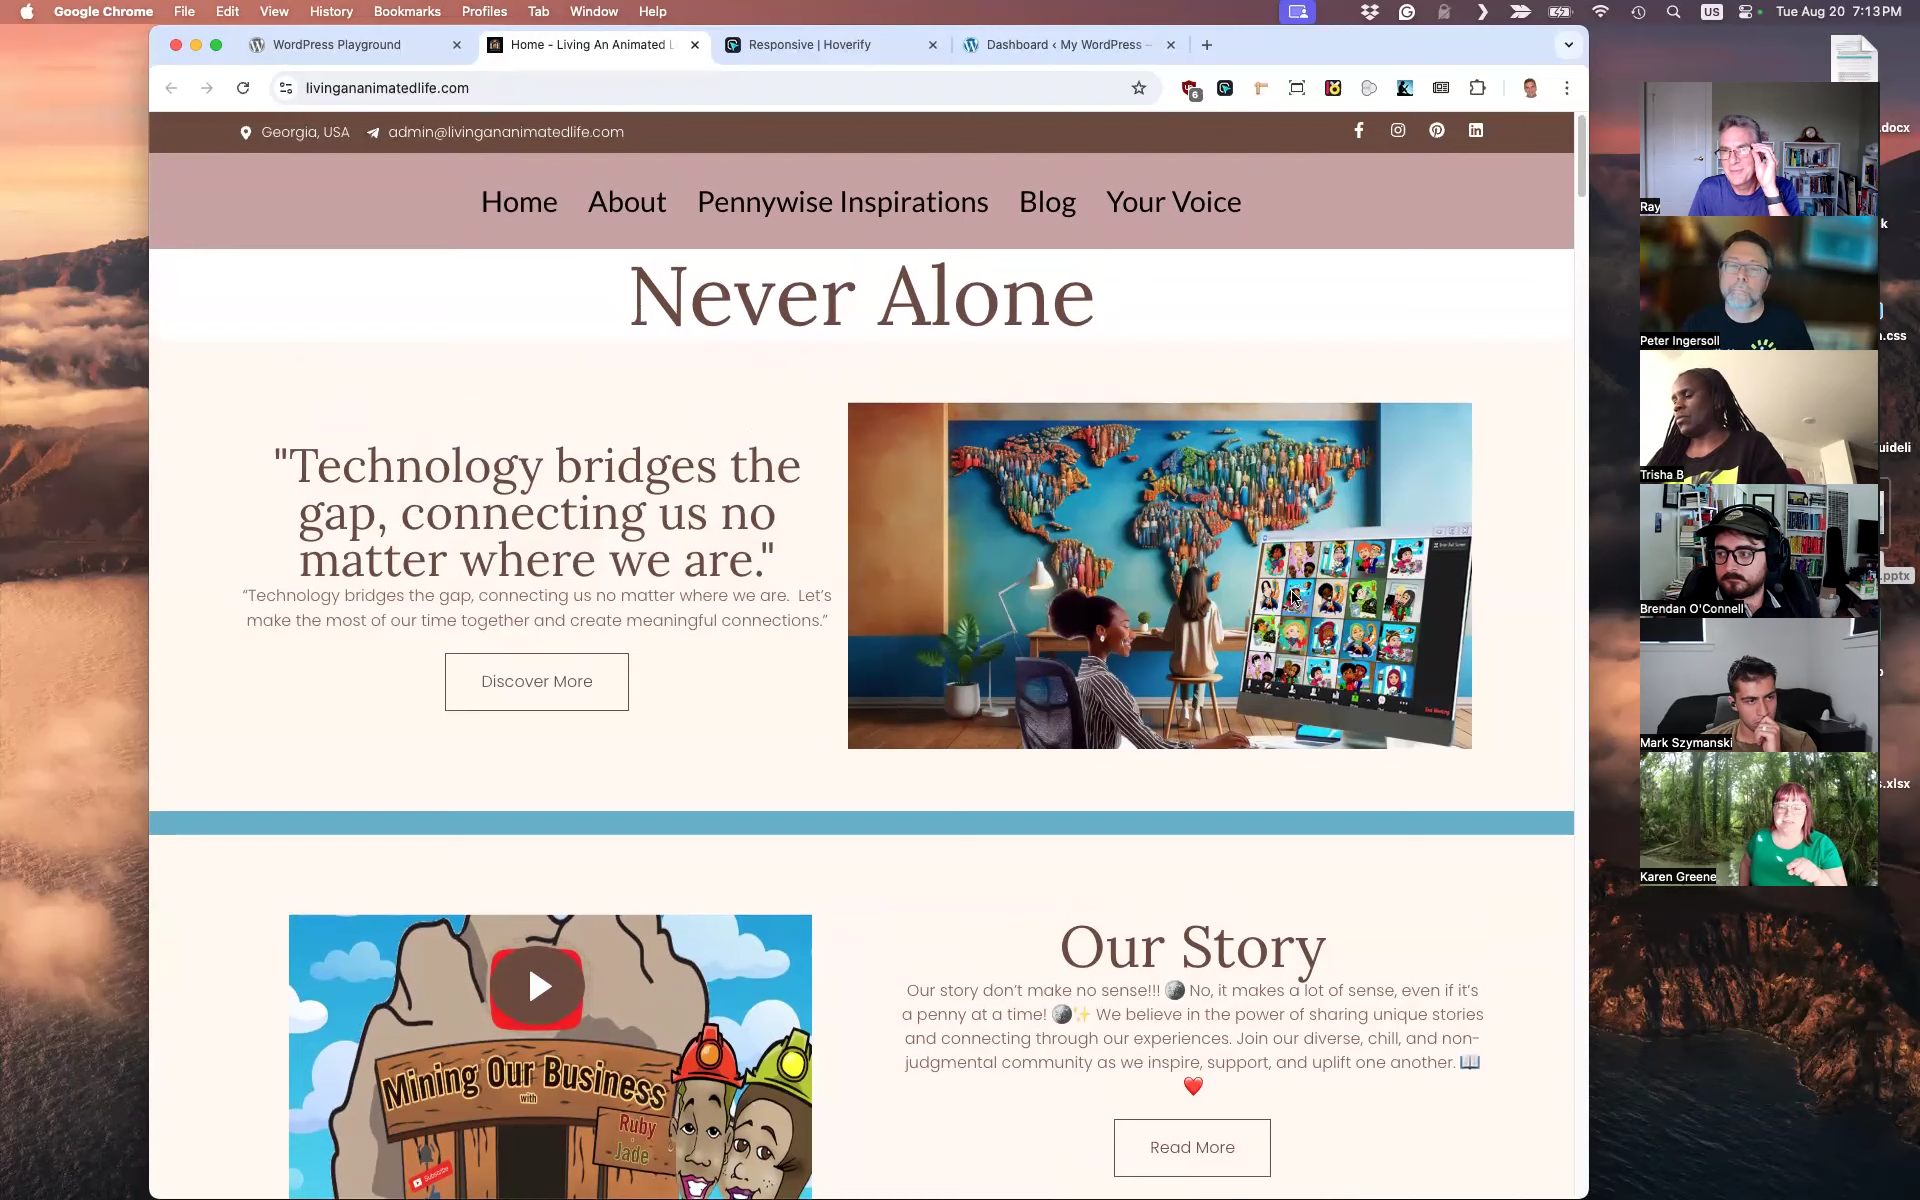 Google Chrome File Edit View History Bookmarks Profiles Tab Window Help
US Tue Aug 20 7:13 PM
WordPress Playground
Home - Living An Animated L
Responsive | Hoverify
Dashboard ‹ My WordPress –
livingananimatedlife.com
6
Georgia, USA admin@livingananimatedlife.com
Home About Pennywise Inspirations Blog Your Voice
Never Alone
"Technology bridges the
gap, connecting us no
matter where we are."
“Technology bridges the gap, connecting us no matter where we are. Let’s
make the most of our time together and create meaningful connections.”
Discover More
Our Story
Our story don’t make no sense!!! No, it makes a lot of sense, even if it’s
a penny at a time! We believe in the power of sharing unique stories
and connecting through our experiences. Join our diverse, chill, and non-
judgmental community as we inspire, support, and uplift one another.
Read More
Mining Our Business
with
Ruby
Jade
Subscribe
Ray
Peter Ingersoll
Trisha B
Brendan O'Connell
Mark Szymanski
Karen Greene
.docx
k
.css
uideli
.pptx
.xlsx